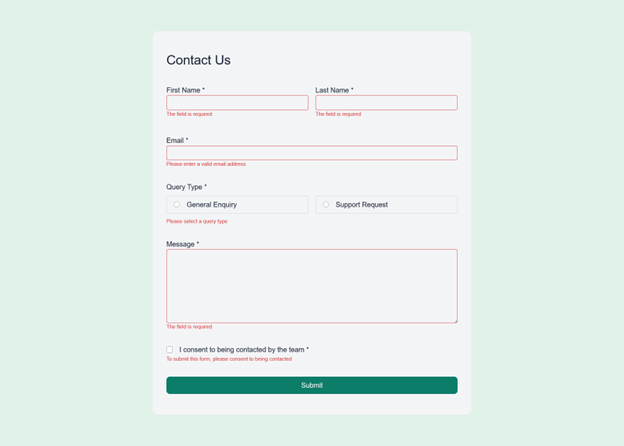 Contact Us
First Name * Last Name *
The field is required The field is required
Email *
Please enter a valid email address
Query Type *
General Enquiry Support Request
Please select a query type
Message *
The field is required
I consent to being contacted by the team *
To submit this form, please consent to being contacted
Submit